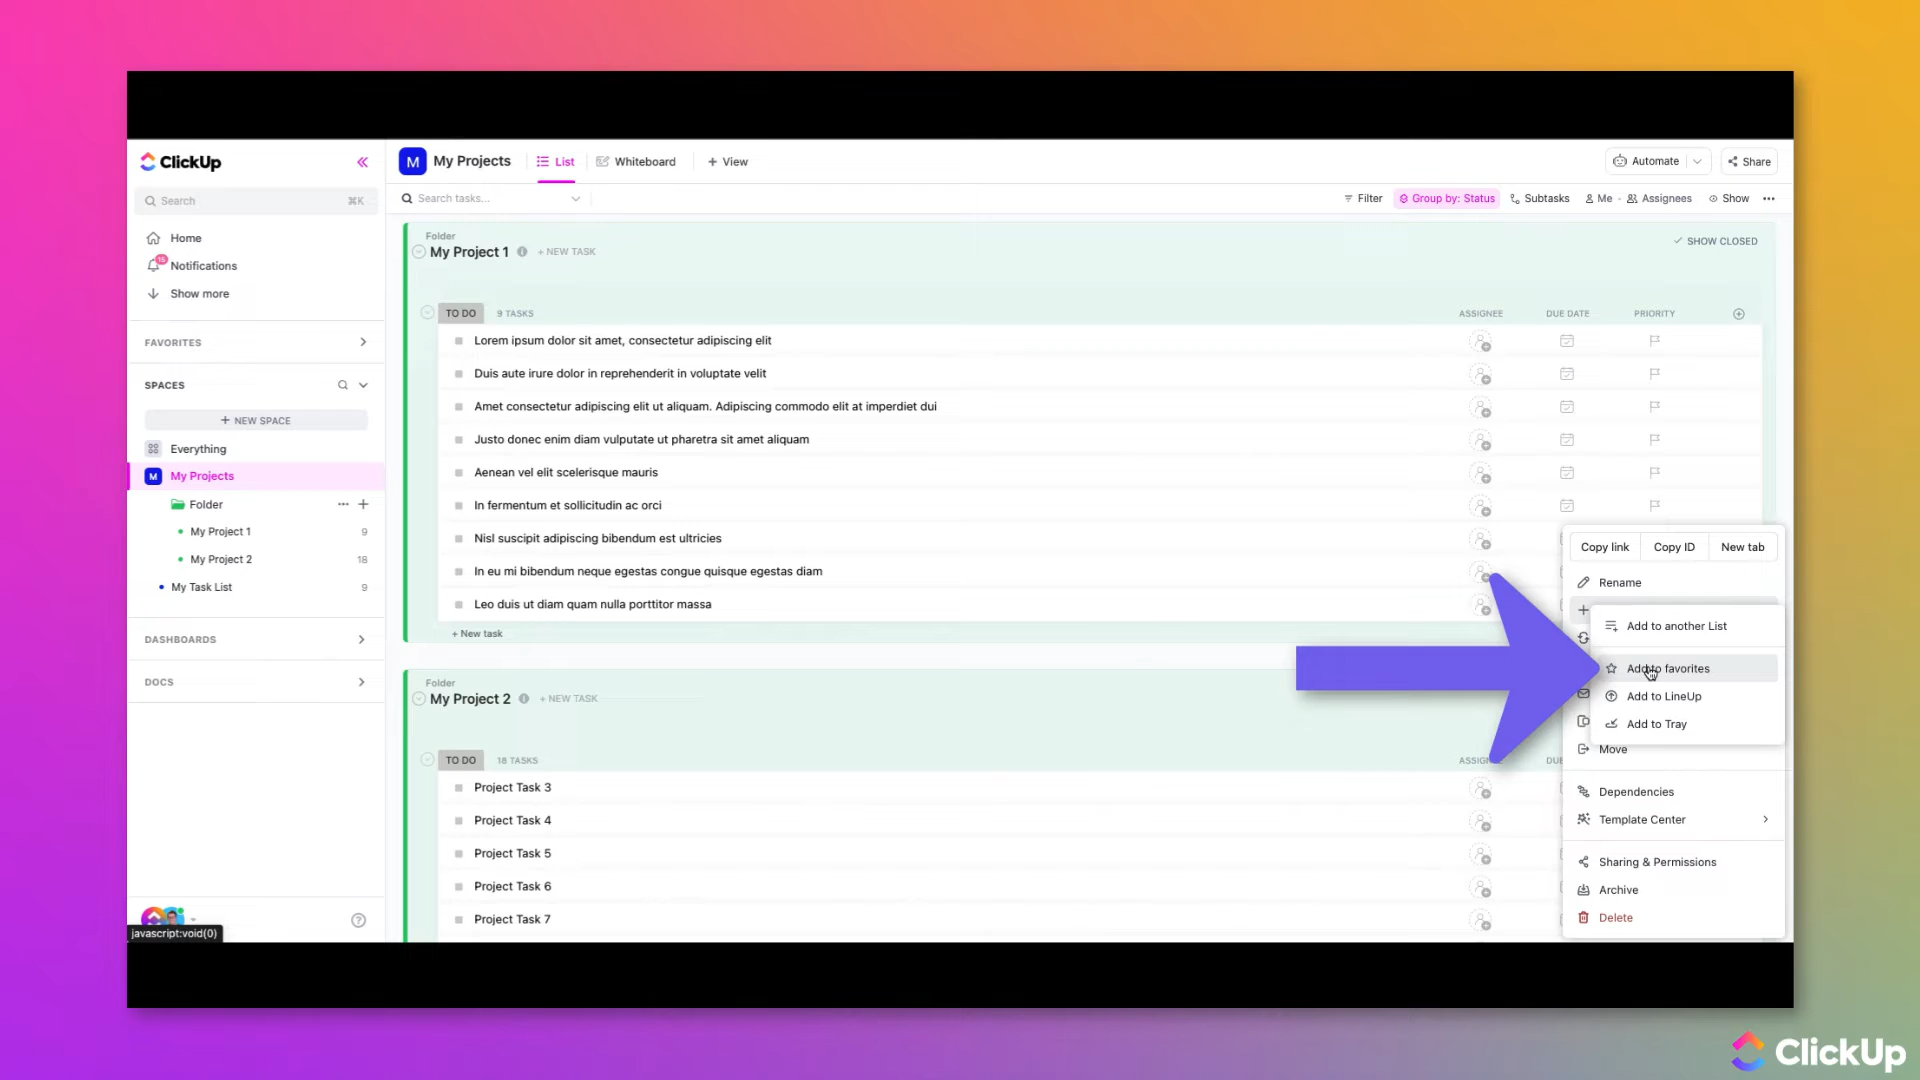 ClickUp
Search ⌘K
Home
15
Notifications
Show more
FAVORITES
SPACES
+ NEW SPACE
Everything
M My Projects
Folder
My Project 1 9
My Project 2 18
My Task List 9
DASHBOARDS
DOCS
javascript:void(0)
M My Projects List Whiteboard + View Automate Share
Search tasks... Filter Group by: Status Subtasks Me · Assignees Show
Folder
My Project 1 + NEW TASK SHOW CLOSED
TO DO 9 TASKS ASSIGNEE DUE DATE PRIORITY
Lorem ipsum dolor sit amet, consectetur adipiscing elit
Duis aute irure dolor in reprehenderit in voluptate velit
Amet consectetur adipiscing elit ut aliquam. Adipiscing commodo elit at imperdiet dui
Justo donec enim diam vulputate ut pharetra sit amet aliquam
Aenean vel elit scelerisque mauris
In fermentum et sollicitudin ac orci
Nisl suscipit adipiscing bibendum est ultricies
In eu mi bibendum neque egestas congue quisque egestas diam
Leo duis ut diam quam nulla porttitor massa
+ New task
Folder
My Project 2 + NEW TASK
TO DO 18 TASKS
Project Task 3
Project Task 4
Project Task 5
Project Task 6
Project Task 7
Copy link Copy ID New tab
Rename
Add to another List
Add to favorites
Add to LineUp
Add to Tray
Move
Dependencies
Template Center
Sharing & Permissions
Archive
Delete
ClickUp